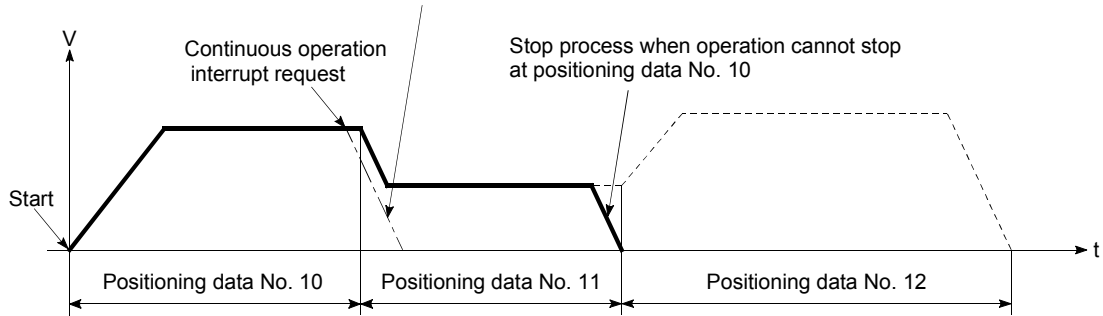 V
Continuous operation
interrupt request
Stop process when operation cannot stop
at positioning data No. 10
Start
t
Positioning data No. 10
Positioning data No. 11
Positioning data No. 12